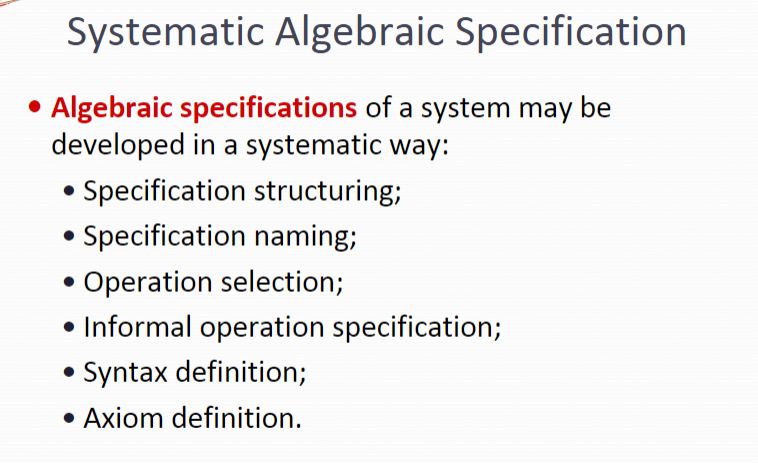 Systematic Algebraic Specification
• Algebraic specifications of a system may be
developed in a systematic way:
• Specification structuring;
• Specification naming;
• Operation selection;
• Informal operation specification;
• Syntax definition;
• Axiom definition.